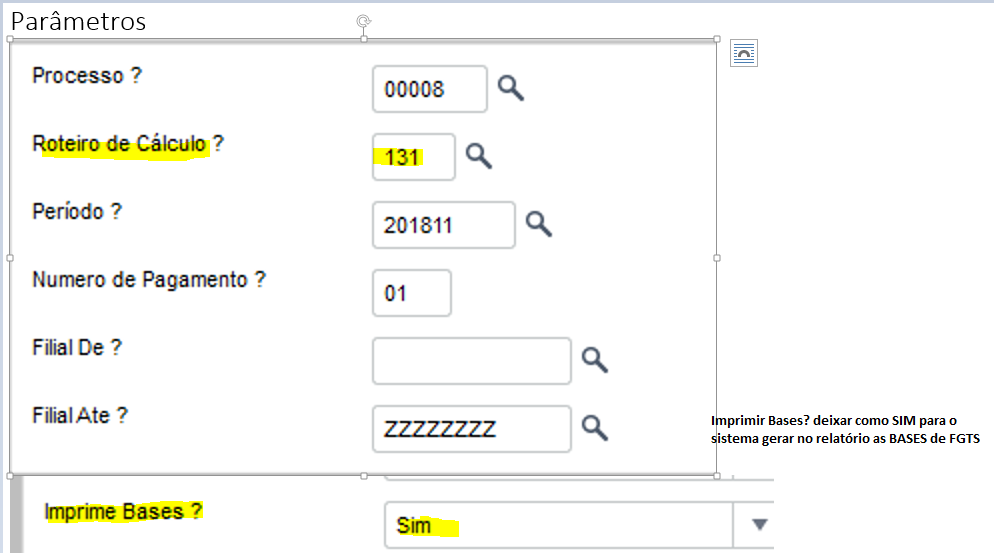 Parâmetros
Processo ?
00008
Roteiro de Cálculo ?
131
Período ?
201811
Numero de Pagamento ?
01
Filial De ?
Filial Ate ?
ZZZZZZZZ
Imprimir Bases? deixar como SIM para o
sistema gerar no relatório as BASES de FGTS
Imprime Bases ?
Sim